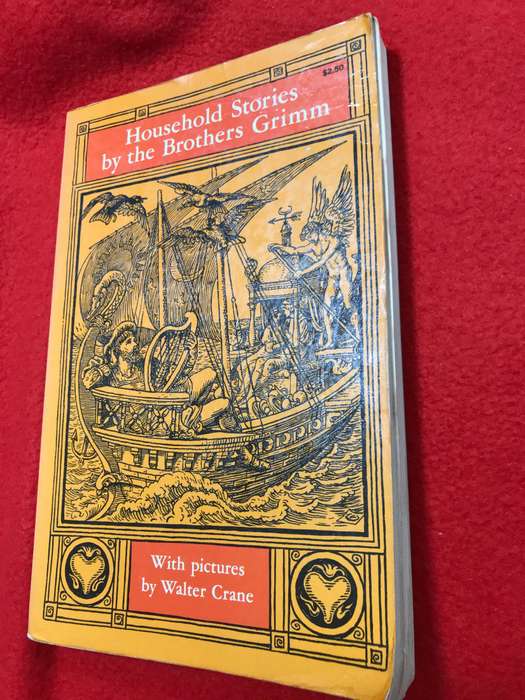 $2.50
Household Stories
by the Brothers Grimm
With pictures
by Walter Crane